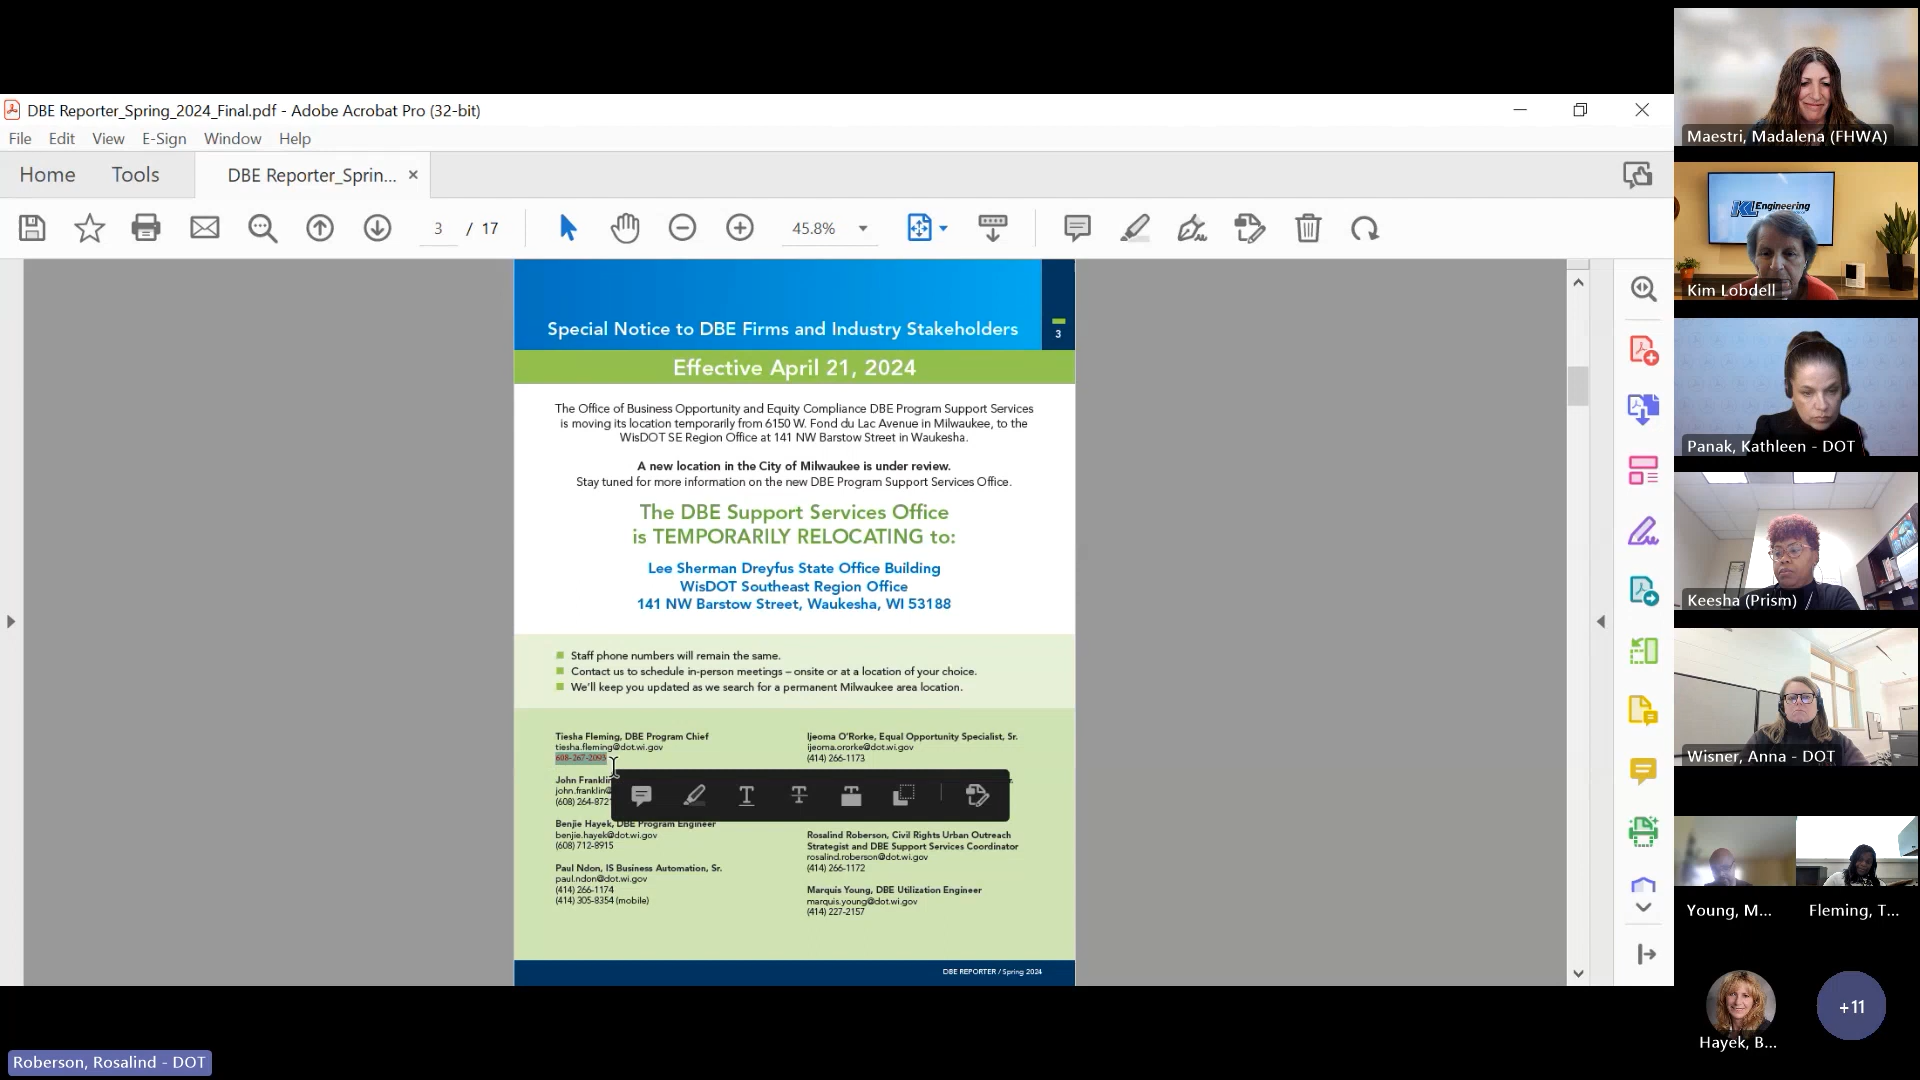 DBE Reporter_Spring_2024_Final.pdf - Adobe Acrobat Pro (32-bit)
File Edit View E-Sign Window Help
Home Tools DBE Reporter_Sprin... ×
3 / 17 45.8%
Special Notice to DBE Firms and Industry Stakeholders
3
Effective April 21, 2024
The Office of Business Opportunity and Equity Compliance DBE Program Support Services
is moving its location temporarily from 6150 W. Fond du Lac Avenue in Milwaukee, to the
WisDOT SE Region Office at 141 NW Barstow Street in Waukesha.
A new location in the City of Milwaukee is under review.
Stay tuned for more information on the new DBE Program Support Services Office.
The DBE Support Services Office
is TEMPORARILY RELOCATING to:
Lee Sherman Dreyfus State Office Building
WisDOT Southeast Region Office
141 NW Barstow Street, Waukesha, WI 53188
Staff phone numbers will remain the same.
Contact us to schedule in-person meetings – onsite or at a location of your choice.
We'll keep you updated as we search for a permanent Milwaukee area location.
Tiesha Fleming, DBE Program Chief
tiesha.fleming@dot.wi.gov
608-267-2095
John Franklin
john.franklin@
(608) 264-872
Benjie Hayek, DBE Program Engineer
benjie.hayek@dot.wi.gov
(608) 712-8915
Paul Ndon, IS Business Automation, Sr.
paul.ndon@dot.wi.gov
(414) 266-1174
(414) 305-8354 (mobile)
Ijeoma O'Rorke, Equal Opportunity Specialist, Sr.
ijeoma.ororke@dot.wi.gov
(414) 266-1173
Rosalind Roberson, Civil Rights Urban Outreach
Strategist and DBE Support Services Coordinator
rosalind.roberson@dot.wi.gov
(414) 266-1172
Marquis Young, DBE Utilization Engineer
marquis.young@dot.wi.gov
(414) 227-2157
DBE REPORTER / Spring 2024
Maestri, Madalena (FHWA)
KL Engineering
Kim Lobdell
Panak, Kathleen - DOT
Keesha (Prism)
Wisner, Anna - DOT
Young, M...
Fleming, T...
Hayek, B...
+11
Roberson, Rosalind - DOT